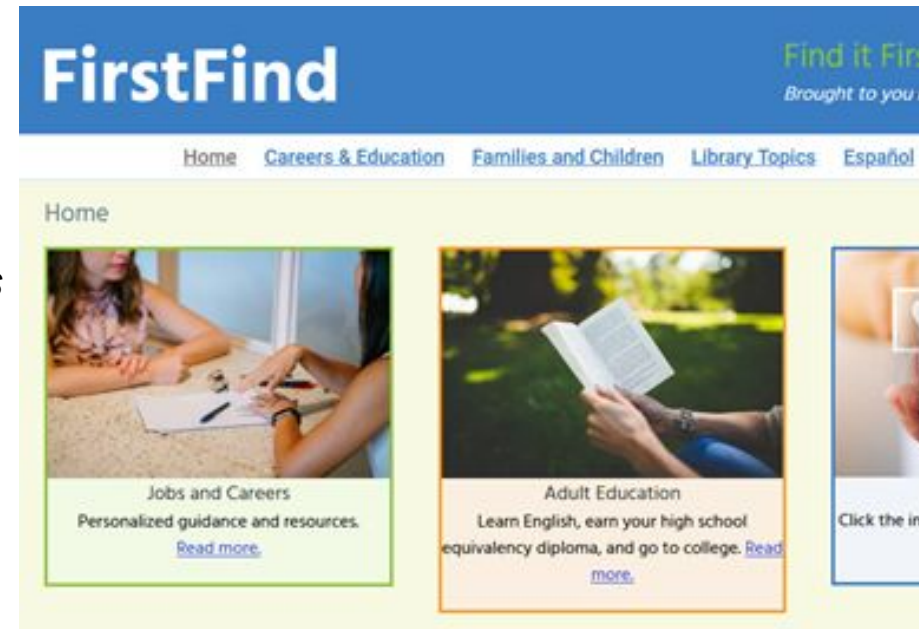 FirstFind
Find it Firs
Brought to you
Home Careers & Education Families and Children Library Topics Español
Home
s
Jobs and Careers
Personalized guidance and resources.
Read more.
Adult Education
Learn English, earn your high school
equivalency diploma, and go to college. Read
more.
Click the in